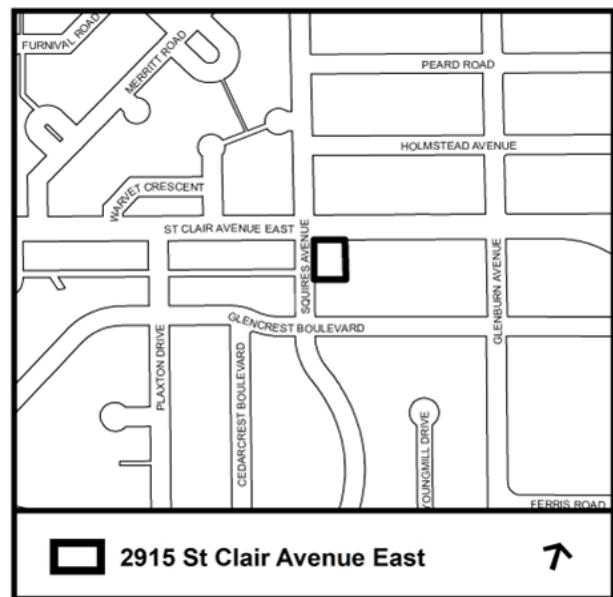 FURNIVAL ROAD
MERRITT ROAD
PEARD ROAD
HOLMSTEAD AVENUE
WARVET CRESCENT
ST CLAIR AVENUE EAST
SQUIRES AVENUE
GLENBURN AVENUE
GLENCREST BOULEVARD
PLAXTON DRIVE
CEDARCREST BOULEVARD
YOUNGMILL DRIVE
FERRIS ROAD
2915 St Clair Avenue East